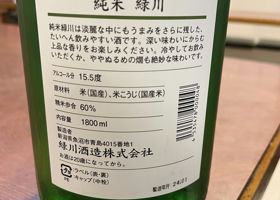 純米 緑川
純米緑川は淡麗な中にもうまみをさらに残した、
たいへん飲みやすい酒です。深い味わいにからむ
上品な香りをお楽しみください。冷やしてお飲み
いただくか、ややぬるめの燗も絶妙な味わいです。
アルコール分 15.5度
原材料 米(国産)、米こうじ(国産米)
精米歩合 60%
内容量 1800ml
製造者
新潟県魚沼市青島4015番地1
緑川酒造株式会社
お酒は20歳になってから。
ラベル(表・裏)
キャップ(中栓)
製造年月